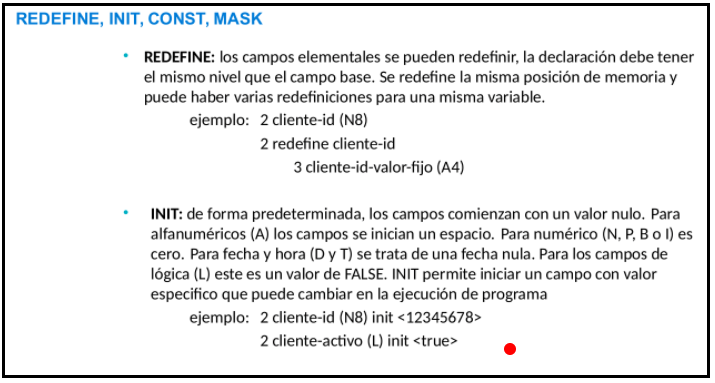 REDEFINE, INIT, CONST, MASK
• REDEFINE: los campos elementales se pueden redefinir, la declaración debe tener
el mismo nivel que el campo base. Se redefine la misma posición de memoria y
puede haber varias redefiniciones para una misma variable.
ejemplo: 2 cliente-id (N8)
2 redefine cliente-id
3 cliente-id-valor-fijo (A4)
• INIT: de forma predeterminada, los campos comienzan con un valor nulo. Para
alfanuméricos (A) los campos se inician un espacio. Para numérico (N, P, B o I) es
cero. Para fecha y hora (D y T) se trata de una fecha nula. Para los campos de
lógica (L) este es un valor de FALSE. INIT permite iniciar un campo con valor
especifico que puede cambiar en la ejecución de programa
ejemplo: 2 cliente-id (N8) init <12345678>
2 cliente-activo (L) init <true>